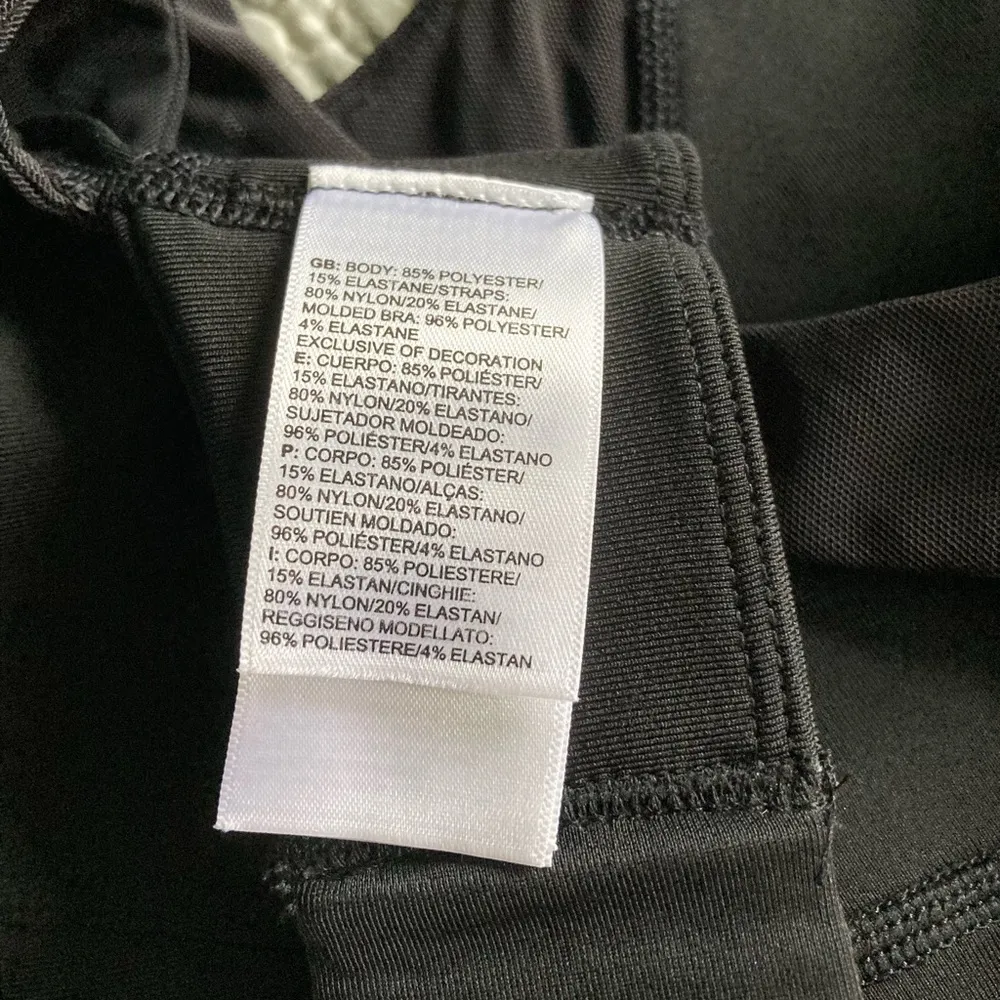 GB: BODY: 85% POLYESTER/
15% ELASTANE/STRAPS:
80% NYLON/20% ELASTANE/
MOLDED BRA: 96% POLYESTER/
4% ELASTANE
EXCLUSIVE OF DECORATION
E: CUERPO: 85% POLIÉSTER/
15% ELASTANO/TIRANTES:
80% NYLON/20% ELASTANO/
SUJETADOR MOLDEADO:
96% POLIÉSTER/4% ELASTANO
P: CORPO: 85% POLIÉSTER/
15% ELASTANO/ALÇAS:
80% NYLON/20% ELASTANO/
SOUTIEN MOLDADO:
96% POLIÉSTER/4% ELASTANO
I: CORPO: 85% POLIESTERE/
15% ELASTAN/CINGHIE:
80% NYLON/20% ELASTAN/
REGGISENO MODELLATO:
96% POLIESTERE/4% ELASTAN